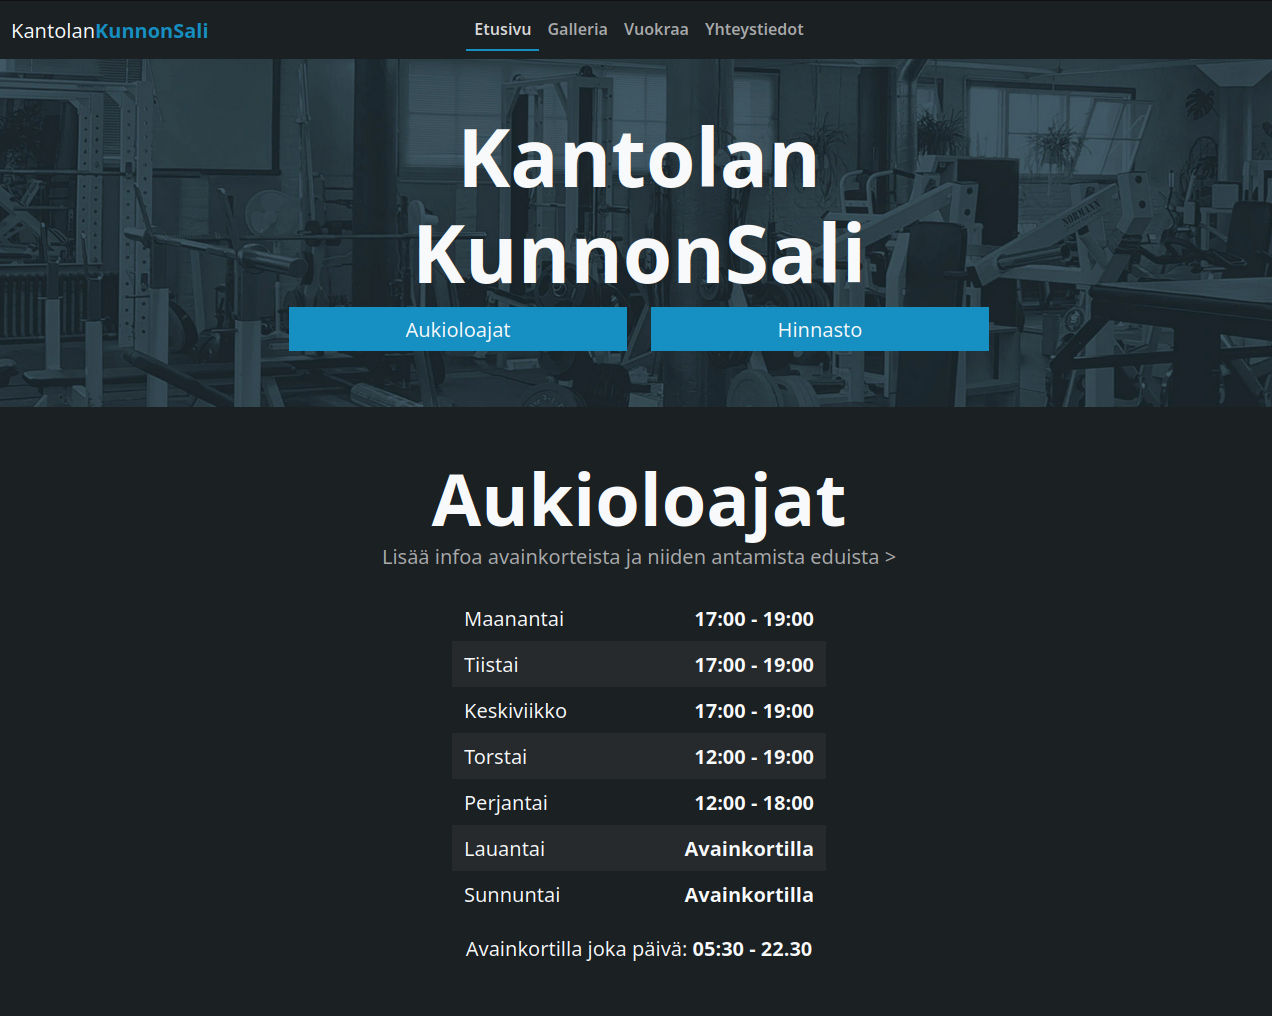 KantolanKunnonSali
Etusivu Galleria Vuokraa Yhteystiedot
Kantolan
KunnonSali
NORMANN
Aukioloajat Hinnasto
Aukioloajat
Lisää infoa avainkorteista ja niiden antamista eduista >
Maanantai 17:00 - 19:00
Tiistai 17:00 - 19:00
Keskiviikko 17:00 - 19:00
Torstai 12:00 - 19:00
Perjantai 12:00 - 18:00
Lauantai Avainkortilla
Sunnuntai Avainkortilla
Avainkortilla joka päivä: 05:30 - 22.30